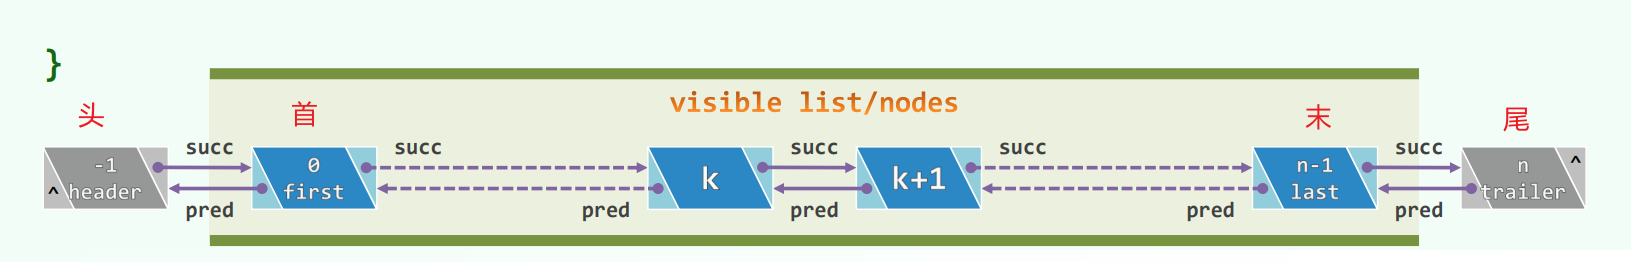 }
visible list/nodes
头 首 末 尾
succ succ succ succ succ
-1 0 k k+1 n-1 n ^
^ header first last trailer
pred pred pred pred pred